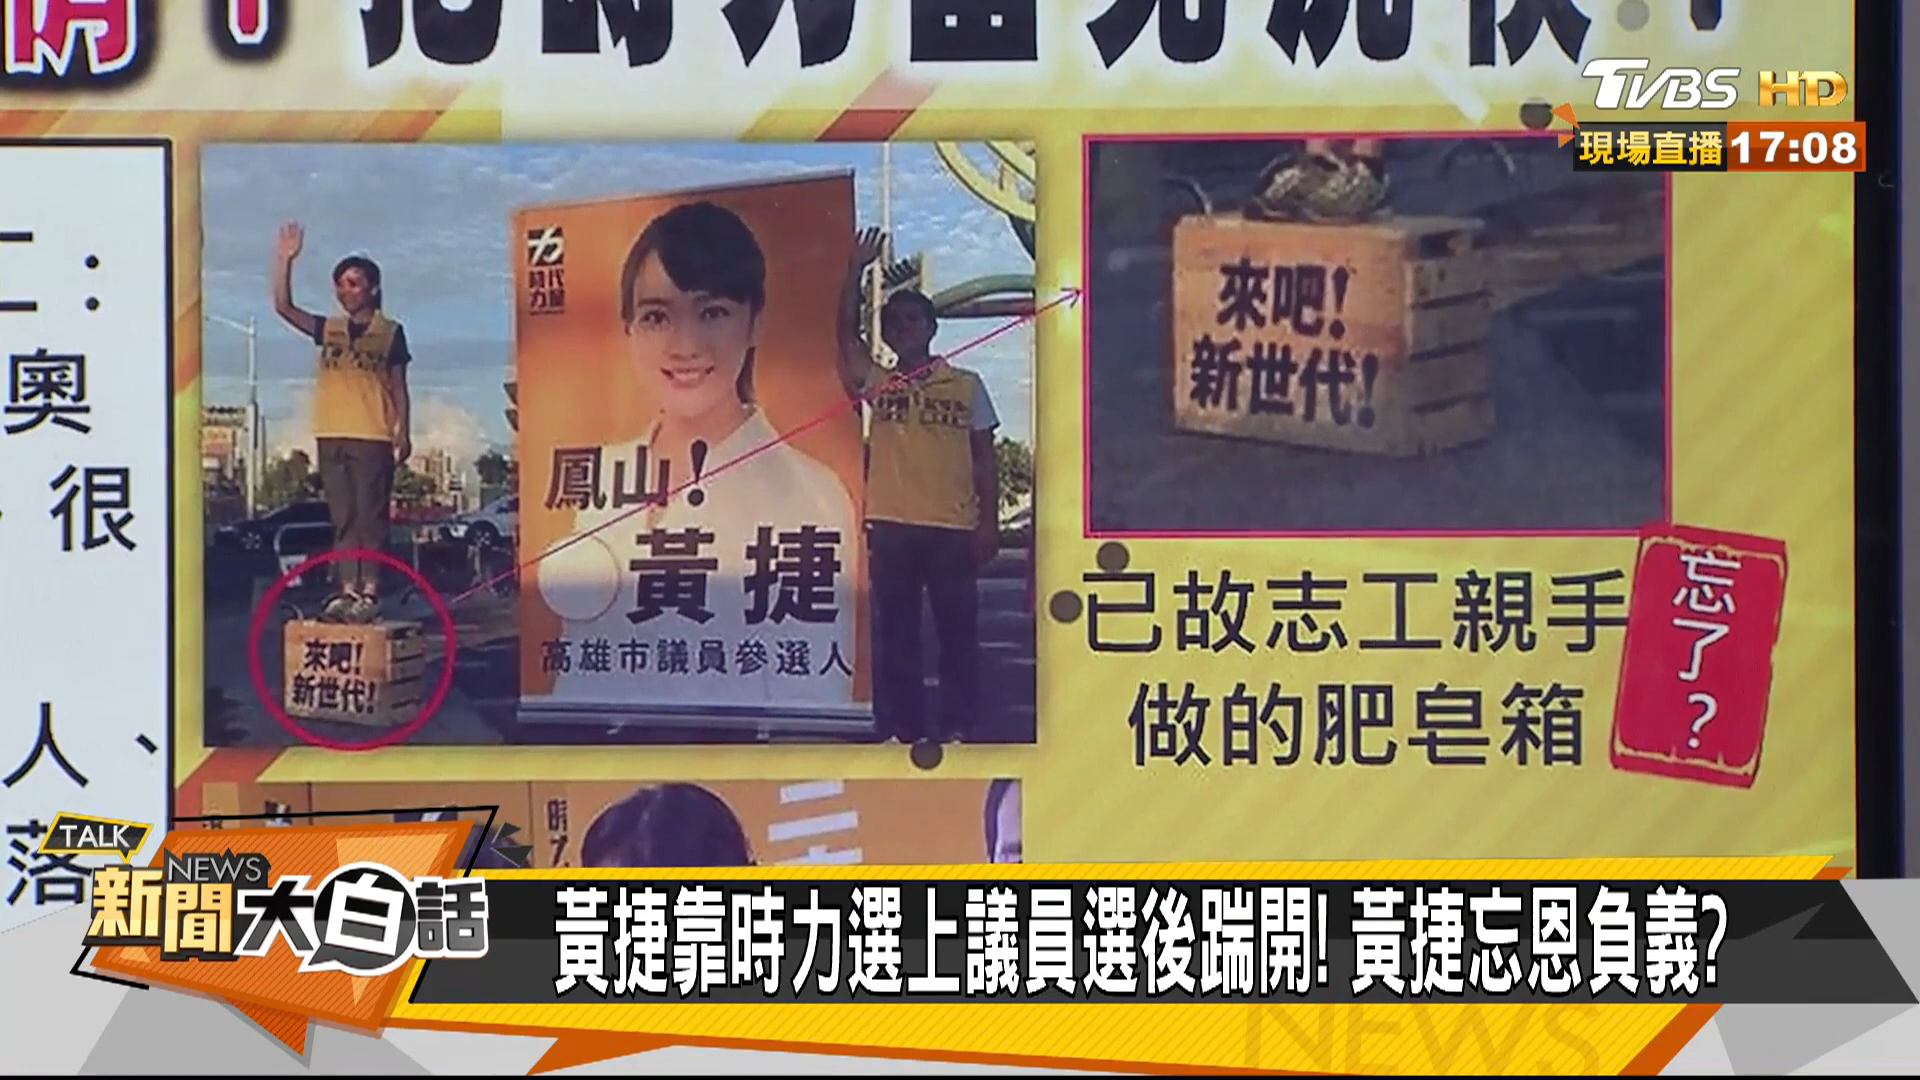 TVBS HD
現場直播 17:08
奧
很
人、
落
力
時代
力量
鳳山!
黃捷
高雄市議員參選人
來吧!
新世代!
來吧!
新世代!
已故志工親手
做的肥皂箱
忘了?
TALK
NEWS
新聞大白話
黃捷靠時力選上議員選後踹開! 黃捷忘恩負義?
NEWS